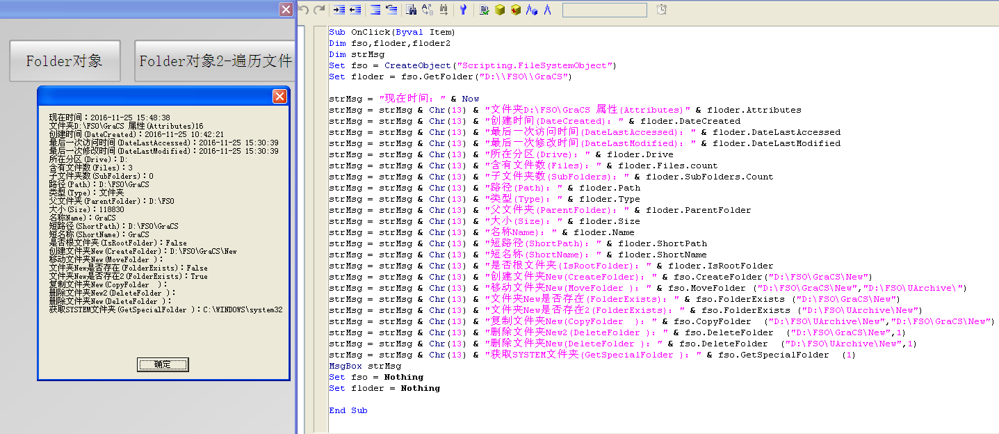 Folder对象
Folder对象2-遍历文件
现在时间：2016-11-25 15:48:38
文件夹D:\FSO\GraCS 属性(Attributes)16
创建时间(DateCreated)：2016-11-25 10:42:21
最后一次访问时间(DateLastAccessed)：2016-11-25 15:30:39
最后一次修改时间(DateLastModified)：2016-11-25 15:30:39
所在分区(Drive)：D:
含有文件数(Files)：3
子文件夹数(SubFolders)：0
路径(Path)：D:\FSO\GraCS
类型(Type)：文件夹
父文件夹(ParentFolder)：D:\FSO
大小(Size)：118830
名称Name)：GraCS
短路径(ShortPath)：D:\FSO\GraCS
短名称(ShortName)：GraCS
是否根文件夹(IsRootFolder)：False
创建文件夹New(CreateFolder)：D:\FSO\GraCS\New
移动文件夹New(MoveFolder )：
文件夹New是否存在(FolderExists)：False
文件夹New是否存在2(FolderExists)：True
复制文件夹New(CopyFolder  )：
删除文件夹New2(DeleteFolder )：
删除文件夹New(DeleteFolder )：
获取SYSTEM文件夹(GetSpecialFolder )：C:\WINDOWS\system32
确定
Sub OnClick(Byval Item)
Dim fso,floder,floder2
Dim strMsg
Set fso = CreateObject("Scripting.FileSystemObject")
Set floder = fso.GetFolder("D:\\FSO\\GraCS")
strMsg = "现在时间：" & Now
strMsg = strMsg & Chr(13) & "文件夹D:\FSO\GraCS 属性(Attributes)" & floder.Attributes
strMsg = strMsg & Chr(13) & "创建时间(DateCreated)：" & floder.DateCreated
strMsg = strMsg & Chr(13) & "最后一次访问时间(DateLastAccessed)：" & floder.DateLastAccessed
strMsg = strMsg & Chr(13) & "最后一次修改时间(DateLastModified)：" & floder.DateLastModified
strMsg = strMsg & Chr(13) & "所在分区(Drive)：" & floder.Drive
strMsg = strMsg & Chr(13) & "含有文件数(Files)：" & floder.Files.count
strMsg = strMsg & Chr(13) & "子文件夹数(SubFolders)：" & floder.SubFolders.Count
strMsg = strMsg & Chr(13) & "路径(Path)：" & floder.Path
strMsg = strMsg & Chr(13) & "类型(Type)：" & floder.Type
strMsg = strMsg & Chr(13) & "父文件夹(ParentFolder)：" & floder.ParentFolder
strMsg = strMsg & Chr(13) & "大小(Size)：" & floder.Size
strMsg = strMsg & Chr(13) & "名称Name)：" & floder.Name
strMsg = strMsg & Chr(13) & "短路径(ShortPath)：" & floder.ShortPath
strMsg = strMsg & Chr(13) & "短名称(ShortName)：" & floder.ShortName
strMsg = strMsg & Chr(13) & "是否根文件夹(IsRootFolder)：" & floder.IsRootFolder
strMsg = strMsg & Chr(13) & "创建文件夹New(CreateFolder)：" & fso.CreateFolder("D:\FSO\GraCS\New")
strMsg = strMsg & Chr(13) & "移动文件夹New(MoveFolder )：" & fso.MoveFolder ("D:\FSO\GraCS\New","D:\FSO\UArchive\")
strMsg = strMsg & Chr(13) & "文件夹New是否存在(FolderExists)：" & fso.FolderExists ("D:\FSO\GraCS\New")
strMsg = strMsg & Chr(13) & "文件夹New是否存在2(FolderExists)：" & fso.FolderExists ("D:\FSO\UArchive\New")
strMsg = strMsg & Chr(13) & "复制文件夹New(CopyFolder  )：" & fso.CopyFolder  ("D:\FSO\UArchive\New","D:\FSO\GraCS\New")
strMsg = strMsg & Chr(13) & "删除文件夹New2(DeleteFolder )：" & fso.DeleteFolder  ("D:\FSO\GraCS\New",1)
strMsg = strMsg & Chr(13) & "删除文件夹New(DeleteFolder )：" & fso.DeleteFolder  ("D:\FSO\UArchive\New",1)
strMsg = strMsg & Chr(13) & "获取SYSTEM文件夹(GetSpecialFolder )：" & fso.GetSpecialFolder  (1)
MsgBox strMsg
Set fso = Nothing
Set floder = Nothing
End Sub